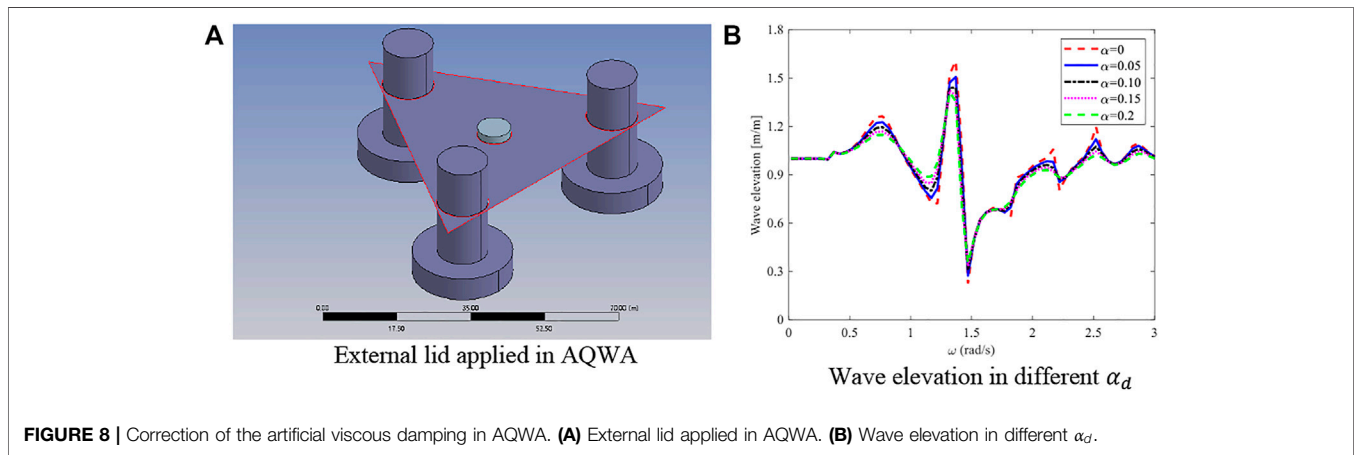 A
0.00
35.00
70.00 (m)
17.50
52.50
External lid applied in AQWA
B
1.8
1.5
1.2
0.9
0.6
0.3
0
Wave elevation [m/m]
α=0
α=0.05
α=0.10
α=0.15
α=0.2
0 0.5 1 1.5 2 2.5 3
ω (rad/s)
Wave elevation in different α_d
FIGURE 8 | Correction of the artificial viscous damping in AQWA. (A) External lid applied in AQWA. (B) Wave elevation in different α_d.